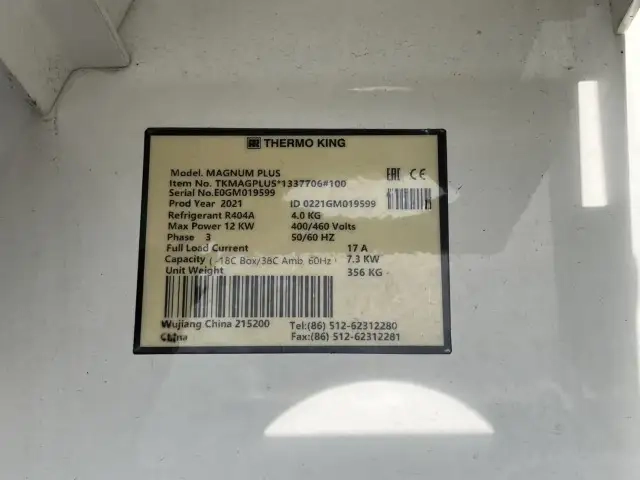 THERMO KING
Model. MAGNUM PLUS
Item No. TKMAGPLUS*1337706#100
Serial No.E0GM019599
Prod Year 2021 ID 0221GM019599
Refrigerant R404A 4.0 KG
Max Power 12 KW 400/460 Volts
Phase 3 50/60 HZ
Full Load Current 17 A
Capacity ( -18C Box/38C Amb, 60Hz ) 7.3 KW
Unit Weight 356 KG
Wujiang China 215200 Tel:(86) 512-62312280
China Fax:(86) 512-62312281
EAC CE